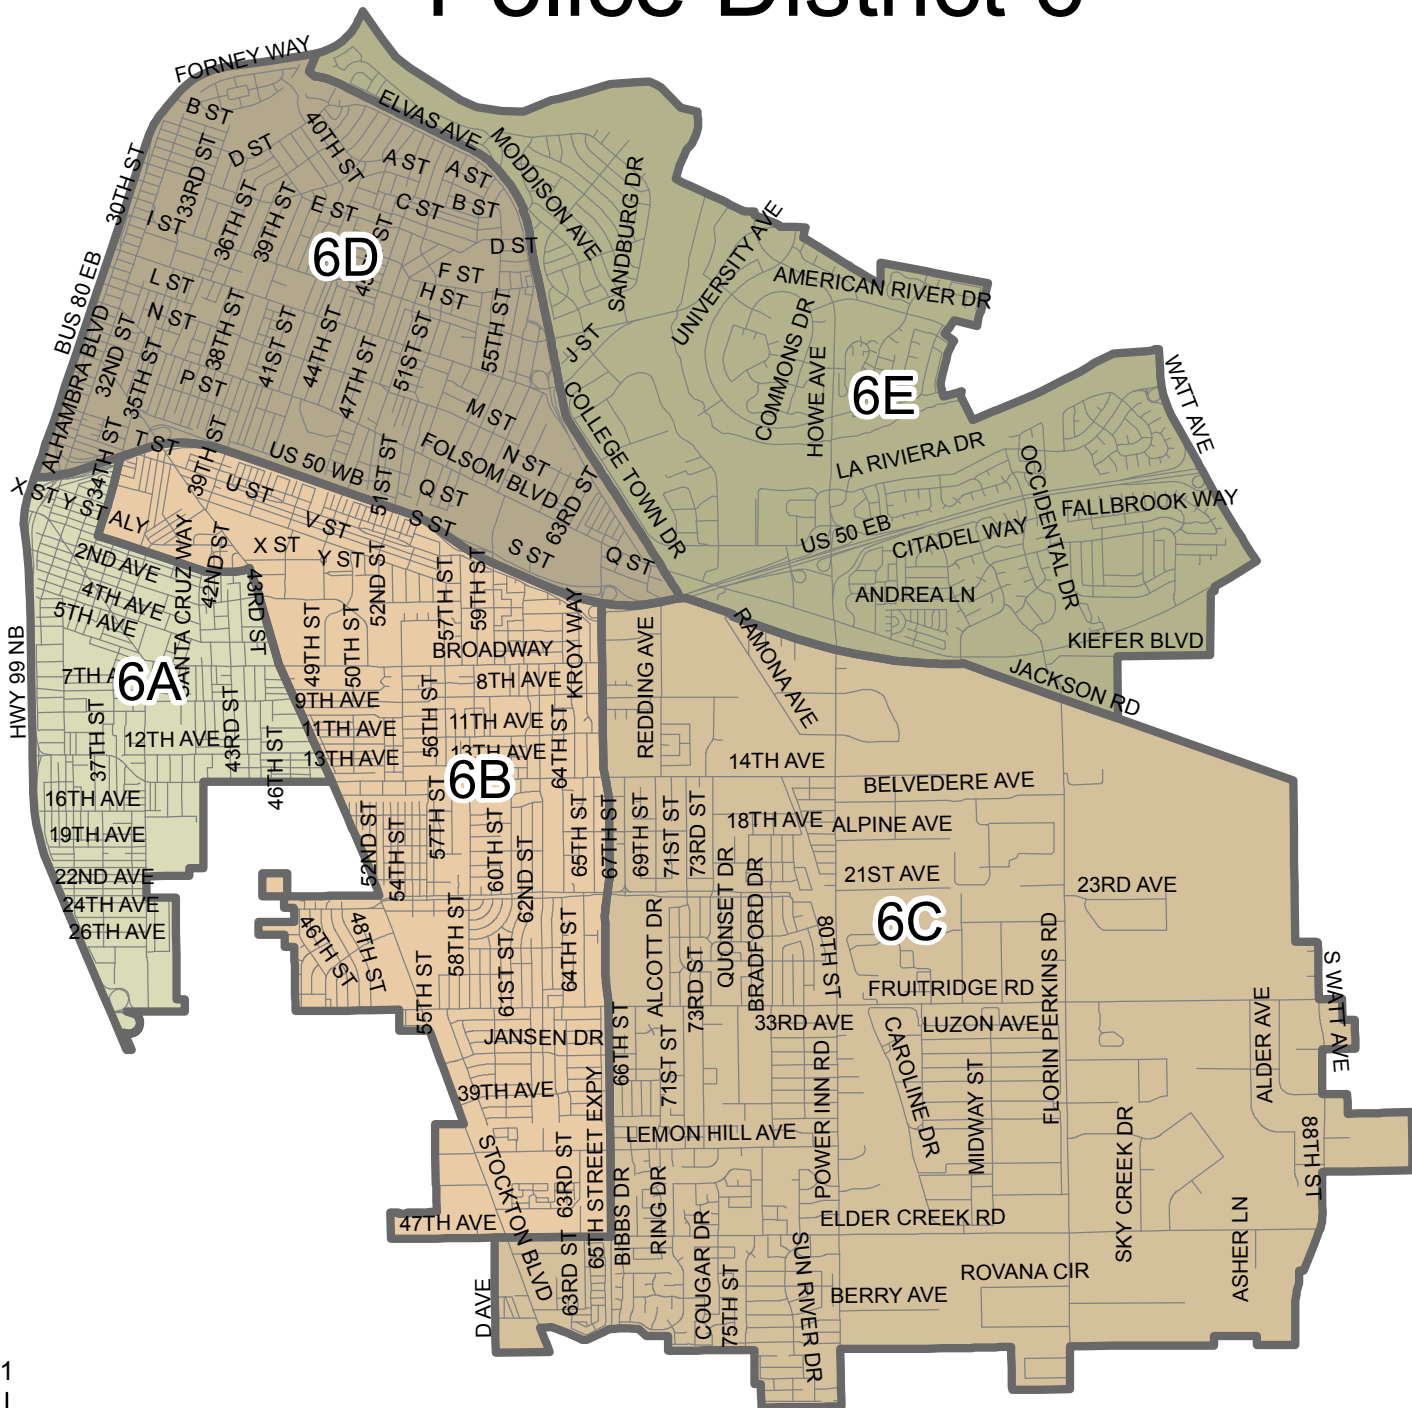 Police District 6
FORNEY WAY
B ST
33RD ST
D ST
40TH ST
ELVAS AVE
A ST
A ST
MODDISON AVE
SANDBURG DR
30TH ST
I ST
36TH ST
39TH ST
E ST
C ST
B ST
D ST
UNIVERSITY AVE
6D
F ST
H ST
AMERICAN RIVER DR
BUS 80 EB
L ST
N ST
38TH ST
41ST ST
44TH ST
47TH ST
51ST ST
55TH ST
J ST
COMMONS DR
HOWE AVE
6E
WATT AVE
ALHAMBRA BLVD
32ND ST
35TH ST
P ST
M ST
N ST
COLLEGE TOWN DR
LA RIVIERA DR
OCCIDENTAL DR
34TH ST
T ST
39TH ST
US 50 WB
51ST ST
FOLSOM BLVD
Q ST
S ST
63RD ST
FALLBROOK WAY
X ST
Y ST
ALY
U ST
V ST
X ST
Y ST
S ST
Q ST
US 50 EB
CITADEL WAY
2ND AVE
4TH AVE
5TH AVE
SANTA CRUZ WAY
42ND ST
43RD ST
49TH ST
50TH ST
52ND ST
57TH ST
59TH ST
BROADWAY
KROY WAY
REDDING AVE
RAMONA AVE
ANDREA LN
KIEFER BLVD
JACKSON RD
HWY 99 NB
6A
37TH ST
12TH AVE
43RD ST
46TH ST
9TH AVE
11TH AVE
13TH AVE
56TH ST
8TH AVE
11TH AVE
13TH AVE
64TH ST
6B
14TH AVE
BELVEDERE AVE
16TH AVE
19TH AVE
22ND AVE
24TH AVE
26TH AVE
52ND ST
54TH ST
57TH ST
60TH ST
62ND ST
65TH ST
67TH ST
69TH ST
71ST ST
73RD ST
18TH AVE
ALPINE AVE
QUONSET DR
BRADFORD DR
21ST AVE
23RD AVE
6C
46TH ST
48TH ST
55TH ST
58TH ST
61ST ST
64TH ST
ALCOTT DR
73RD ST
80TH ST
FRUITRIDGE RD
FLORIN PERKINS RD
S WATT AVE
JANSEN DR
66TH ST
71ST ST
33RD AVE
LUZON AVE
CAROLINE DR
MIDWAY ST
ALDER AVE
39TH AVE
65TH STREET EXPY
LEMON HILL AVE
POWER INN RD
SKY CREEK DR
88TH ST
STOCKTON BLVD
63RD ST
BIBBS DR
RING DR
47TH AVE
ELDER CREEK RD
ASHER LN
D AVE
63RD ST
COUGAR DR
75TH ST
SUN RIVER DR
ROVANA CIR
BERRY AVE
1